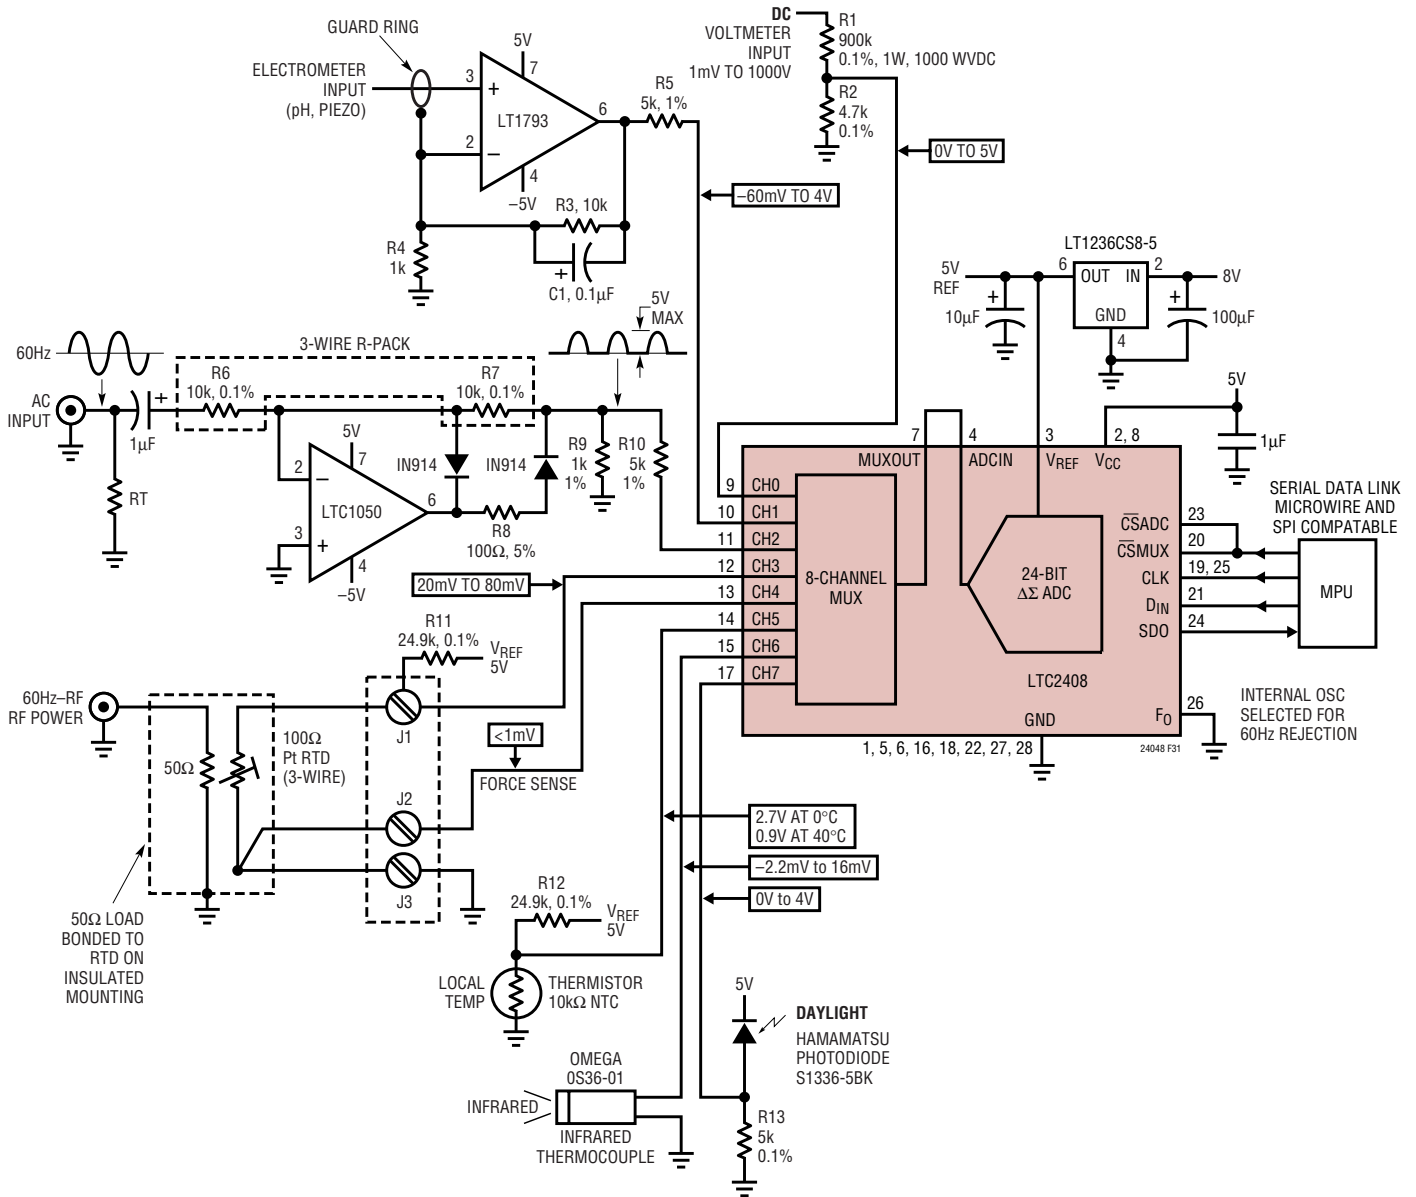 GUARD RING
ELECTROMETER
INPUT
(pH, PIEZO)
3
+
2
–
LT1793
5V
7
6
4
–5V
R5
5k, 1%
R3, 10k
+
C1, 0.1µF
R4
1k
–60mV TO 4V
DC
VOLTMETER
INPUT
1mV TO 1000V
R1
900k
0.1%, 1W, 1000 WVDC
R2
4.7k
0.1%
0V TO 5V
LT1236CS8-5
5V
REF
6
OUT
IN
2
8V
GND
4
+
10µF
+
100µF
5V
1µF
60Hz
AC
INPUT
1µF
+
RT
3-WIRE R-PACK
R6
10k, 0.1%
R7
10k, 0.1%
5V
MAX
5V
7
2
–
LTC1050
3
+
6
4
–5V
IN914
IN914
R8
100Ω, 5%
R9
1k
1%
R10
5k
1%
20mV TO 80mV
7
4
3
2, 8
MUXOUT
ADCIN
VREF
VCC
9 CH0
10 CH1
11 CH2
12 CH3
13 CH4
14 CH5
15 CH6
17 CH7
8-CHANNEL
MUX
24-BIT
ΔΣ ADC
LTC2408
GND
1, 5, 6, 16, 18, 22, 27, 28
CSADC
23
CSMUX
20
CLK
19, 25
DIN
21
SDO
24
FO
26
24048 F31
SERIAL DATA LINK
MICROWIRE AND
SPI COMPATABLE
MPU
INTERNAL OSC
SELECTED FOR
60Hz REJECTION
R11
24.9k, 0.1%
VREF
5V
60Hz–RF
RF POWER
50Ω
100Ω
Pt RTD
(3-WIRE)
J1
J2
J3
<1mV
FORCE SENSE
50Ω LOAD
BONDED TO
RTD ON
INSULATED
MOUNTING
2.7V AT 0°C
0.9V AT 40°C
–2.2mV to 16mV
0V to 4V
R12
24.9k, 0.1%
VREF
5V
LOCAL
TEMP
THERMISTOR
10kΩ NTC
OMEGA
0S36-01
INFRARED
INFRARED
THERMOCOUPLE
5V
DAYLIGHT
HAMAMATSU
PHOTODIODE
S1336-5BK
R13
5k
0.1%